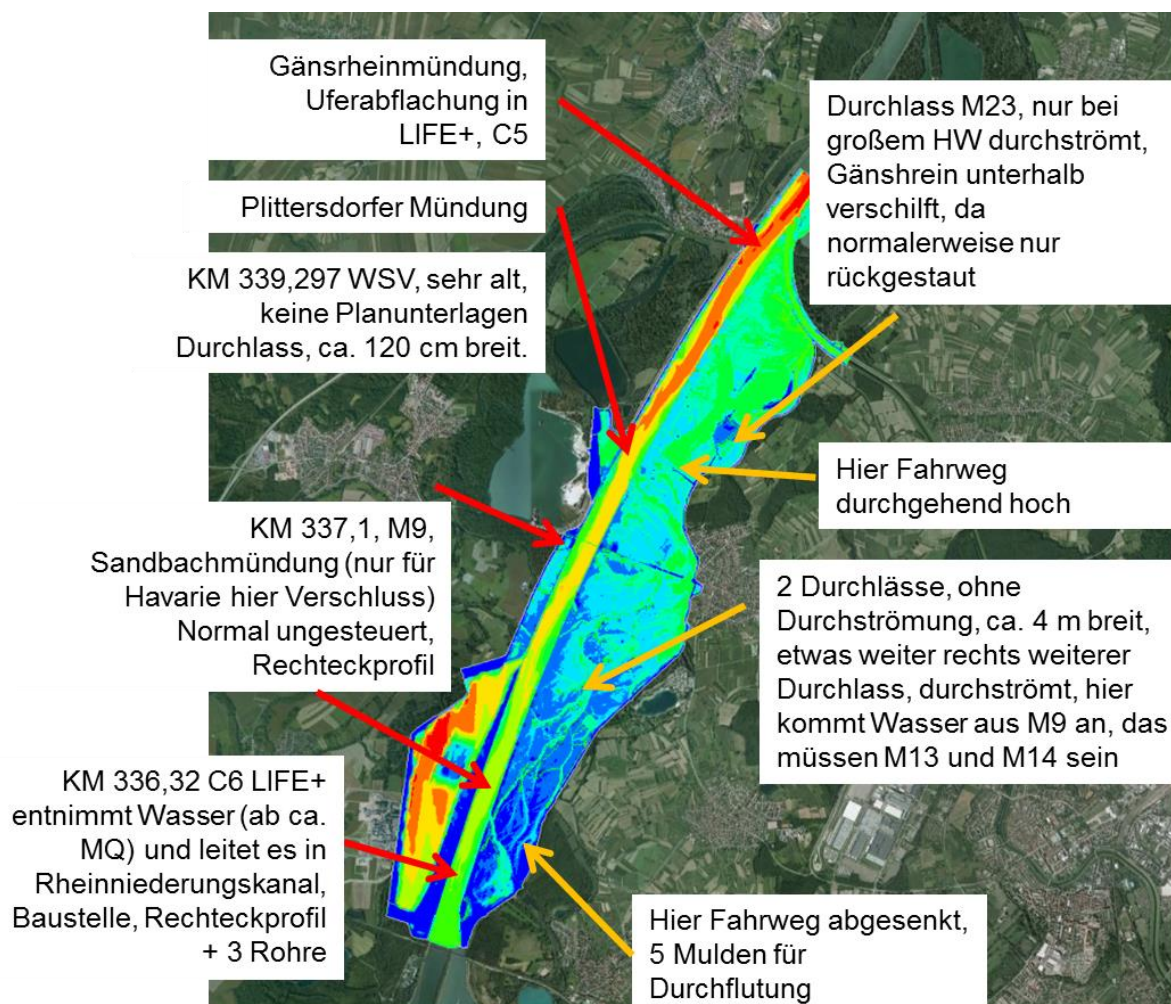 Gänsrheinmündung,
Uferabflachung in
LIFE+, C5
Plittersdorfer Mündung
KM 339,297 WSV, sehr alt,
keine Planunterlagen
Durchlass, ca. 120 cm breit.
KM 337,1, M9,
Sandbachmündung (nur für
Havarie hier Verschluss)
Normal ungesteuert,
Rechteckprofil
KM 336,32 C6 LIFE+
entnimmt Wasser (ab ca.
MQ) und leitet es in
Rheinniederungskanal,
Baustelle, Rechteckprofil
+ 3 Rohre
Durchlass M23, nur bei
großem HW durchströmt,
Gänshrein unterhalb
verschilft, da
normalerweise nur
rückgestaut
Hier Fahrweg
durchgehend hoch
2 Durchlässe, ohne
Durchströmung, ca. 4 m breit,
etwas weiter rechts weiterer
Durchlass, durchströmt, hier
kommt Wasser aus M9 an, das
müssen M13 und M14 sein
Hier Fahrweg abgesenkt,
5 Mulden für
Durchflutung